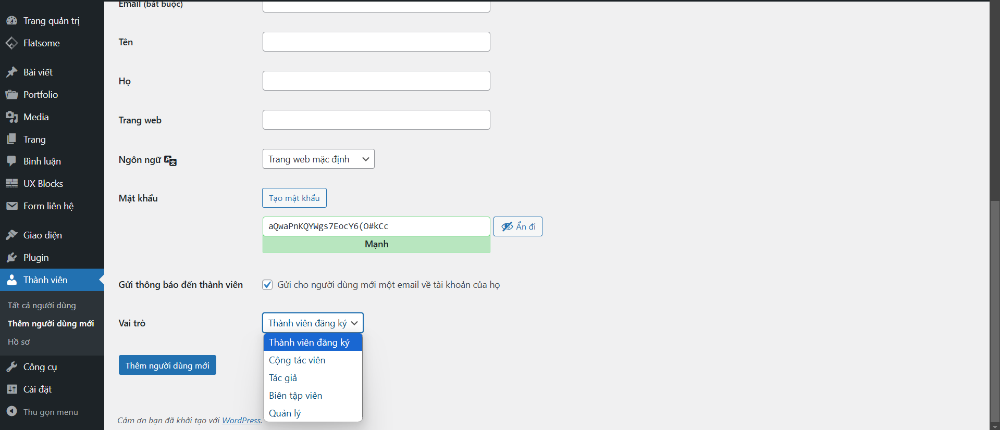 Trang quản trị
Flatsome
Bài viết
Portfolio
Media
Trang
Bình luận
UX Blocks
Form liên hệ
Giao diện
Plugin
Thành viên
Tất cả người dùng
Thêm người dùng mới
Hồ sơ
Công cụ
Cài đặt
Thu gọn menu
Email (bắt buộc)
Tên
Họ
Trang web
Ngôn ngữ
Trang web mặc định
Mật khẩu
Tạo mật khẩu
aQwaPnKQYWgs7EocY6(O#kCc
Ẩn đi
Mạnh
Gửi thông báo đến thành viên
Gửi cho người dùng mới một email về tài khoản của họ
Vai trò
Thành viên đăng ký
Thành viên đăng ký
Cộng tác viên
Tác giả
Biên tập viên
Quản lý
Thêm người dùng mới
Cảm ơn bạn đã khởi tạo với WordPress.